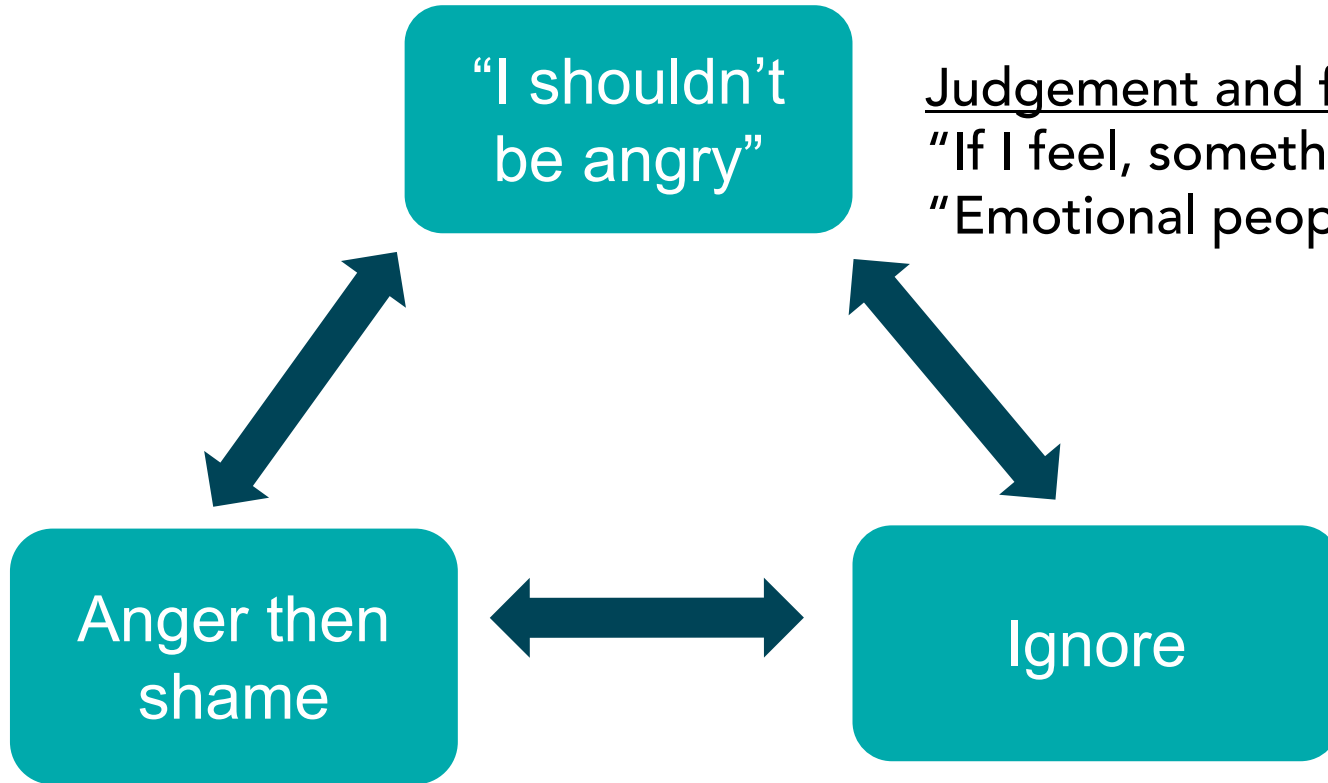 “I shouldn’t
be angry”
Judgement and
“If I feel,
“Emotional
Anger then
shame
Ignore